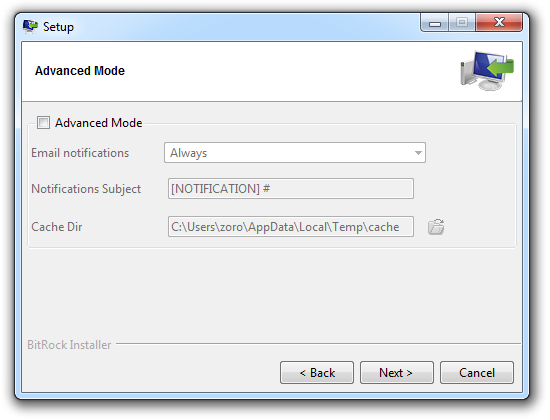 Setup
Advanced Mode
Advanced Mode
Email notifications Always
Notifications Subject [NOTIFICATION] #
Cache Dir C:\Users\zoro\AppData\Local\Temp\cache
BitRock Installer
< Back Next > Cancel